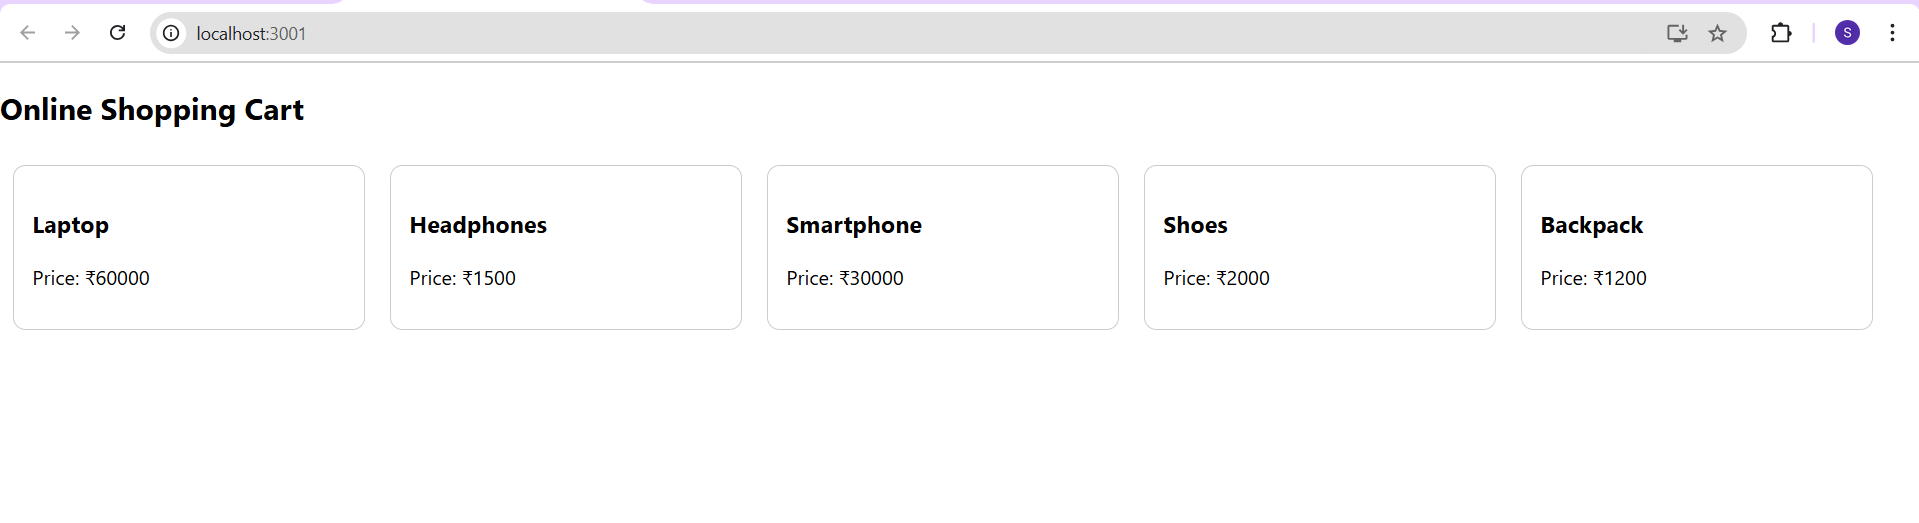 localhost:3001
S
Online Shopping Cart
Laptop
Price: ₹60000
Headphones
Price: ₹1500
Smartphone
Price: ₹30000
Shoes
Price: ₹2000
Backpack
Price: ₹1200